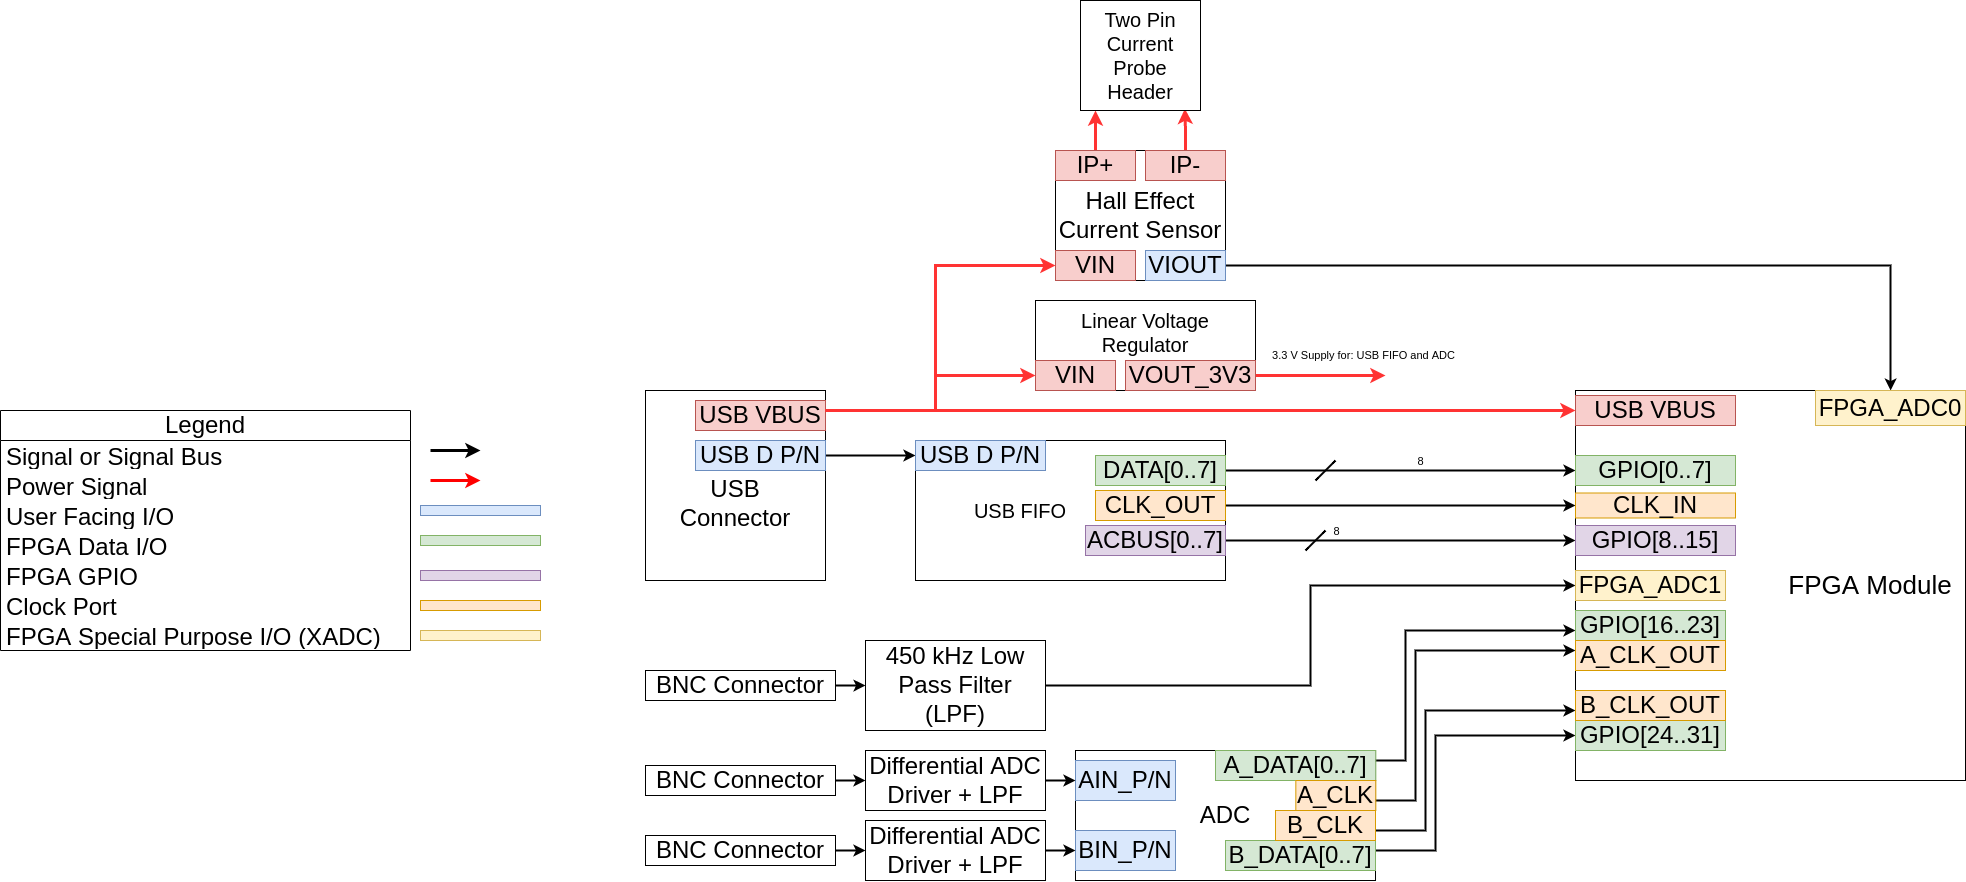 Two Pin
Current
Probe
Header
IP+
IP-
Hall Effect
Current Sensor
VIN
VIOUT
Linear Voltage
Regulator
VIN
VOUT_3V3
3.3 V Supply for: USB FIFO and ADC
Legend
Signal or Signal Bus
Power Signal
User Facing I/O
FPGA Data I/O
FPGA GPIO
Clock Port
FPGA Special Purpose I/O (XADC)
USB VBUS
USB D P/N
USB
Connector
USB D P/N
DATA[0..7]
CLK_OUT
ACBUS[0..7]
USB FIFO
8
8
USB VBUS
FPGA_ADC0
GPIO[0..7]
CLK_IN
GPIO[8..15]
FPGA_ADC1
FPGA Module
GPIO[16..23]
A_CLK_OUT
B_CLK_OUT
GPIO[24..31]
BNC Connector
450 kHz Low
Pass Filter
(LPF)
BNC Connector
Differential ADC
Driver + LPF
BNC Connector
Differential ADC
Driver + LPF
AIN_P/N
BIN_P/N
ADC
A_DATA[0..7]
A_CLK
B_CLK
B_DATA[0..7]